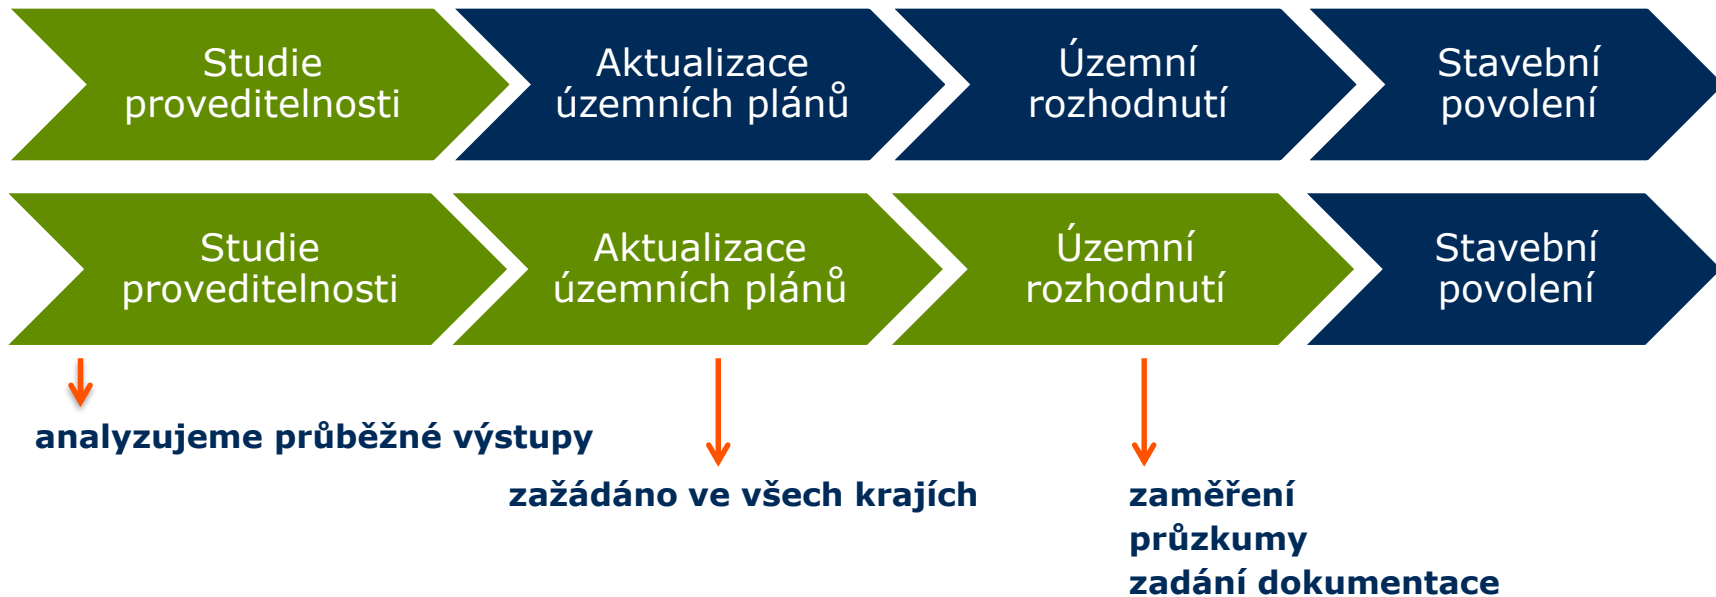 Studie
proveditelnosti
Aktualizace
územních plánů
Územní
rozhodnutí
Stavební
povolení
Studie
proveditelnosti
Aktualizace
územních plánů
Územní
rozhodnutí
Stavební
povolení
analyzujeme průběžné výstupy
zažádáno ve všech krajích
zaměření
průzkumy
zadání dokumentace